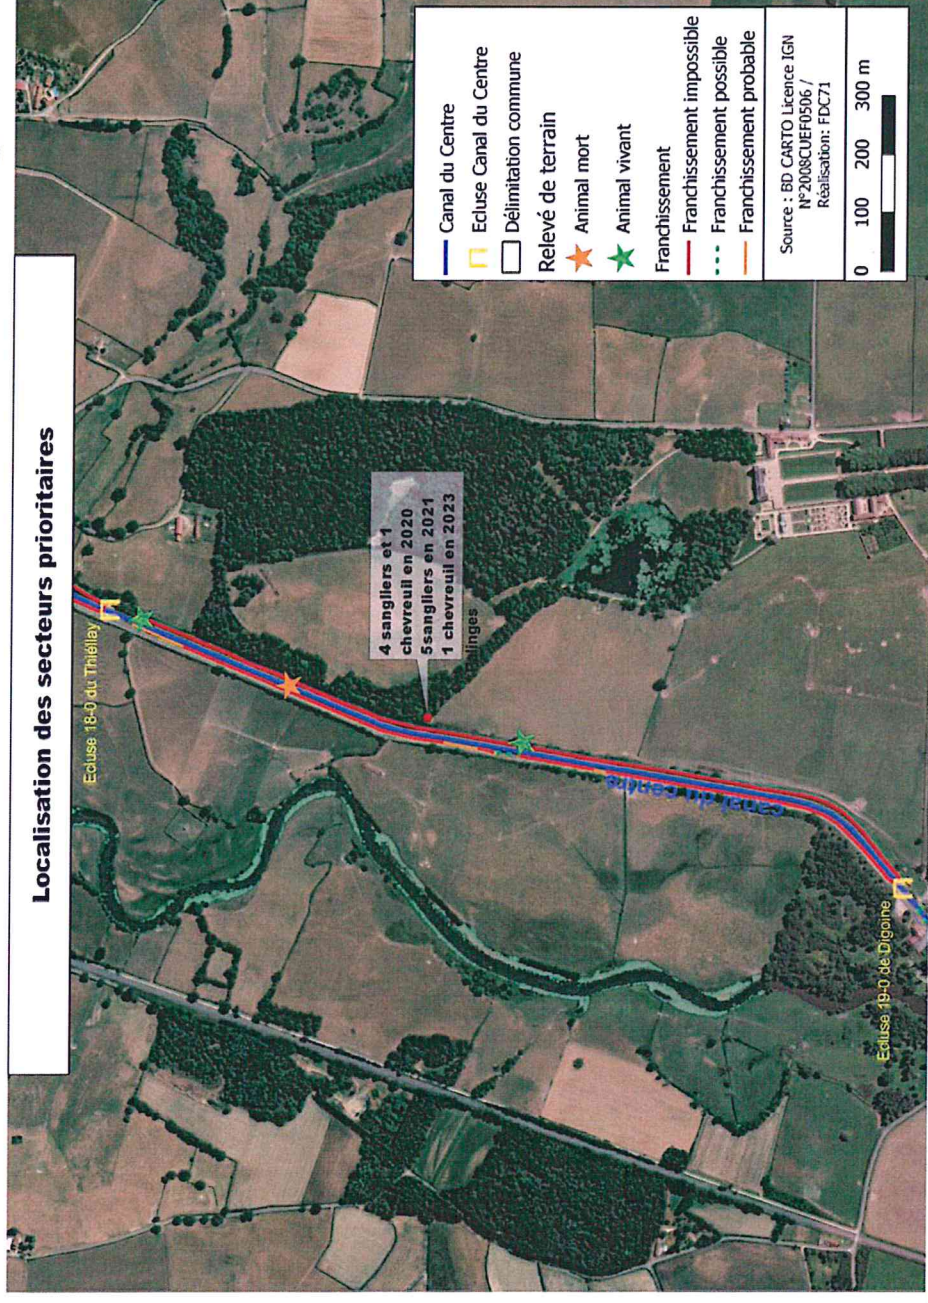 Localisation des secteurs prioritaires
Ecluse 18-0 du Thiéllay
4 sangliers et 1
chevreuil en 2020
5sangliers en 2021
1 chevreuil en 2023
alinges
canal du centre
Ecluse 19-0 de Digoine
Canal du Centre
Ecluse Canal du Centre
Délimitation commune
Relevé de terrain
Animal mort
Animal vivant
Franchissement
Franchissement impossible
Franchissement possible
Franchissement probable
Source : BD CARTO Licence IGN
N°2008CUEF0506 /
Réalisation: FDC71
0 100 200 300 m